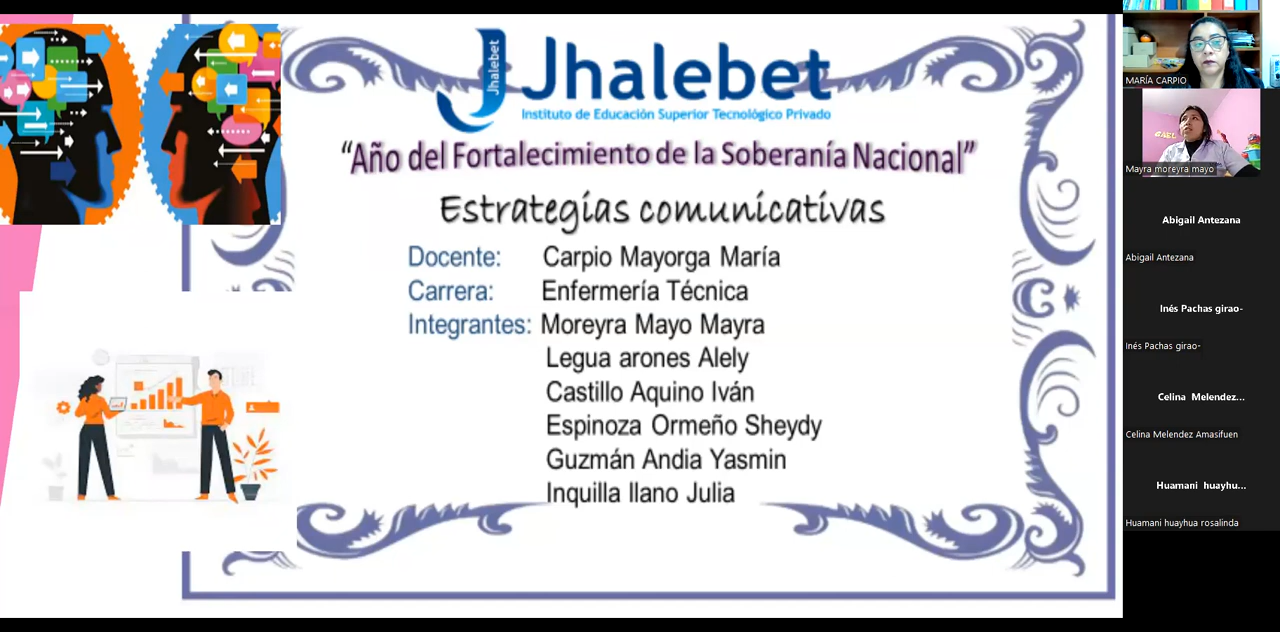 Jhalebet
Jhalebet
Instituto de Educación Superior Tecnológico Privado
“Año del Fortalecimiento de la Soberanía Nacional”
Estrategias comunicativas
Docente: Carpio Mayorga María
Carrera: Enfermería Técnica
Integrantes: Moreyra Mayo Mayra
Legua arones Alely
Castillo Aquino Iván
Espinoza Ormeño Sheydy
Guzmán Andia Yasmin
Inquilla llano Julia
MARÍA CARPIO
Mayra moreyra mayo
Abigail Antezana
Abigail Antezana
Inés Pachas girao-
Inés Pachas girao-
Celina Melendez...
Celina Melendez Amasifuen
Huamani huayhu...
Huamani huayhua rosalinda